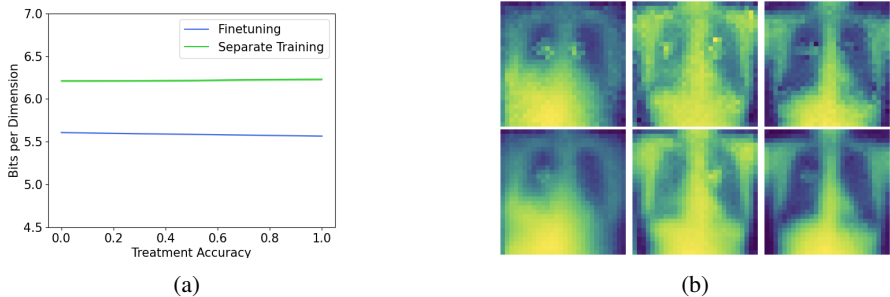 7.0
6.5
6.0
5.5
5.0
4.5
Bits per Dimension
Finetuning
Separate Training
0.0 0.2 0.4 0.6 0.8 1.0
Treatment Accuracy
(a)
(b)